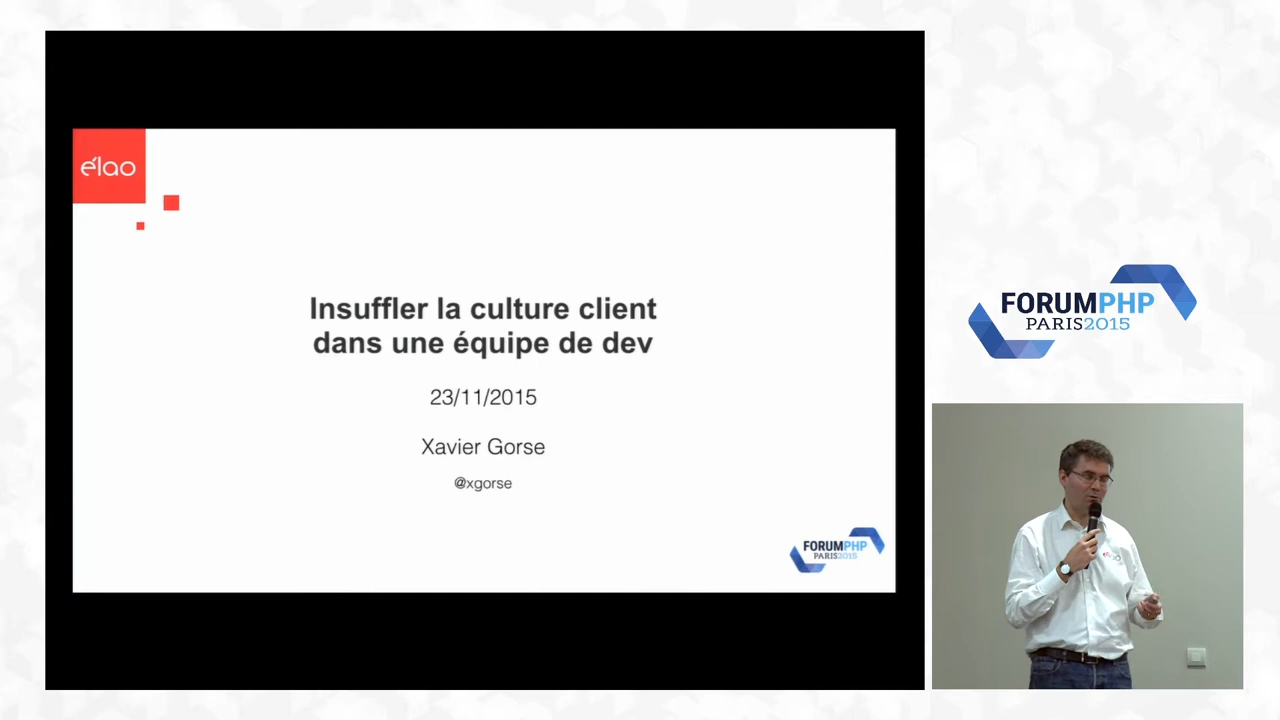 élao
Insuffler la culture client
dans une équipe de dev
23/11/2015
Xavier Gorse
@xgorse
FORUMPHP
PARIS2015
FORUMPHP
PARIS2015